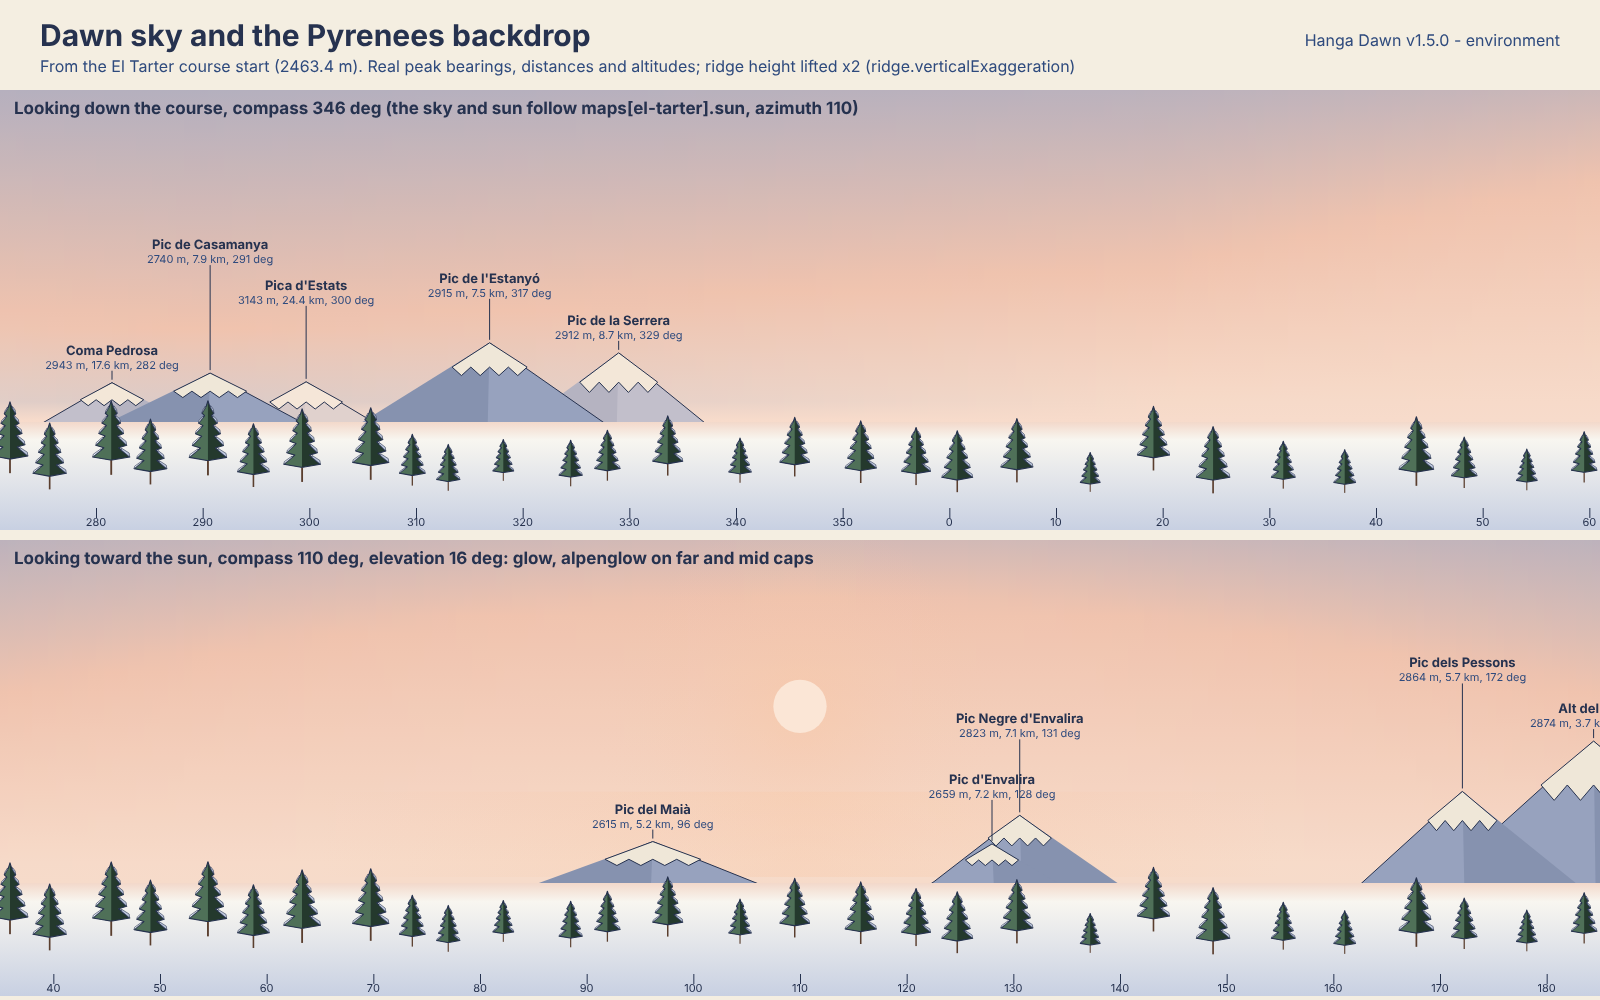 Dawn sky and the Pyrenees backdrop
Hanga Dawn v1.5.0 - environment
From the El Tarter course start (2463.4 m). Real peak bearings, distances and altitudes; ridge height lifted x2 (ridge.verticalExaggeration)
Looking down the course, compass 346 deg (the sky and sun follow maps[el-tarter].sun, azimuth 110)
Pic de Casamanya
2740 m, 7.9 km, 291 deg
Pica d'Estats
3143 m, 24.4 km, 300 deg
Pic de l'Estanyó
2915 m, 7.5 km, 317 deg
Pic de la Serrera
2912 m, 8.7 km, 329 deg
Coma Pedrosa
2943 m, 17.6 km, 282 deg
280 290 300 310 320 330 340 350 0 10 20 30 40 50 60
Looking toward the sun, compass 110 deg, elevation 16 deg: glow, alpenglow on far and mid caps
Pic dels Pessons
2864 m, 5.7 km, 172 deg
Alt del
2874 m, 3.7 k
Pic Negre d'Envalira
2823 m, 7.1 km, 131 deg
Pic d'Envalira
2659 m, 7.2 km, 128 deg
Pic del Maià
2615 m, 5.2 km, 96 deg
40 50 60 70 80 90 100 110 120 130 140 150 160 170 180